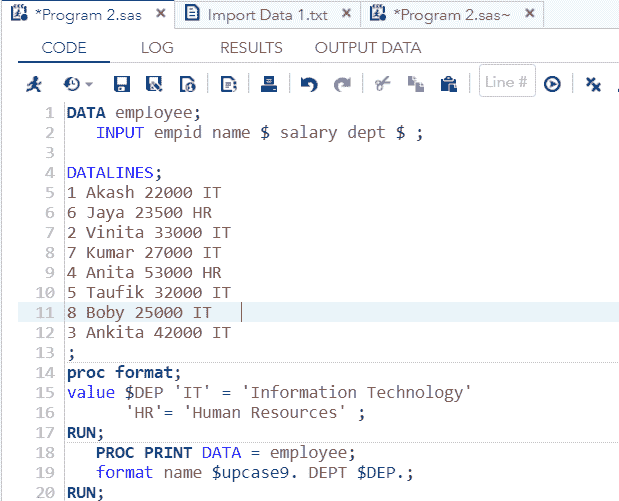 *Program 2.sas × Import Data 1.txt × *Program 2.sas~ ×
CODE LOG RESULTS OUTPUT DATA
Line #
1 DATA employee;
2 INPUT empid name $ salary dept $ ;
3
4 DATALINES;
5 1 Akash 22000 IT
6 6 Jaya 23500 HR
7 2 Vinita 33000 IT
8 7 Kumar 27000 IT
9 4 Anita 53000 HR
10 5 Taufik 32000 IT
11 8 Boby 25000 IT
12 3 Ankita 42000 IT
13 ;
14 proc format;
15 value $DEP 'IT' = 'Information Technology'
16 'HR'= 'Human Resources' ;
17 RUN;
18 PROC PRINT DATA = employee;
19 format name $upcase9. DEPT $DEP.;
20 RUN;